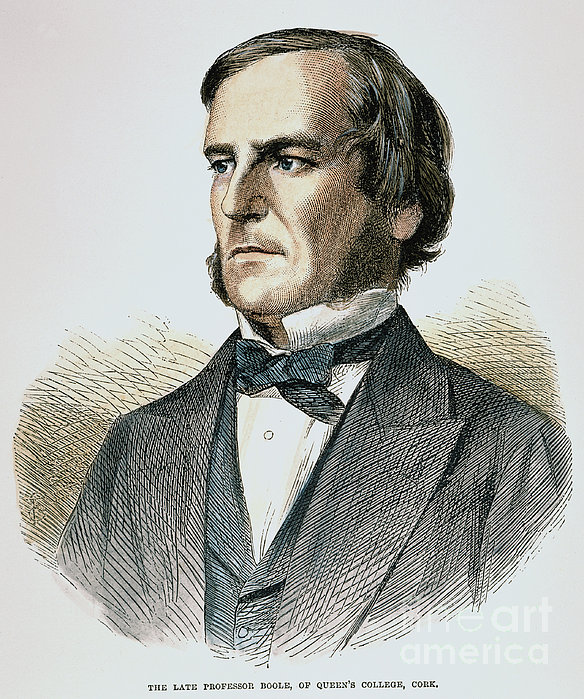 fine art
america
THE LATE PROFESSOR BOOLE, OF QUEEN'S COLLEGE, CORK.